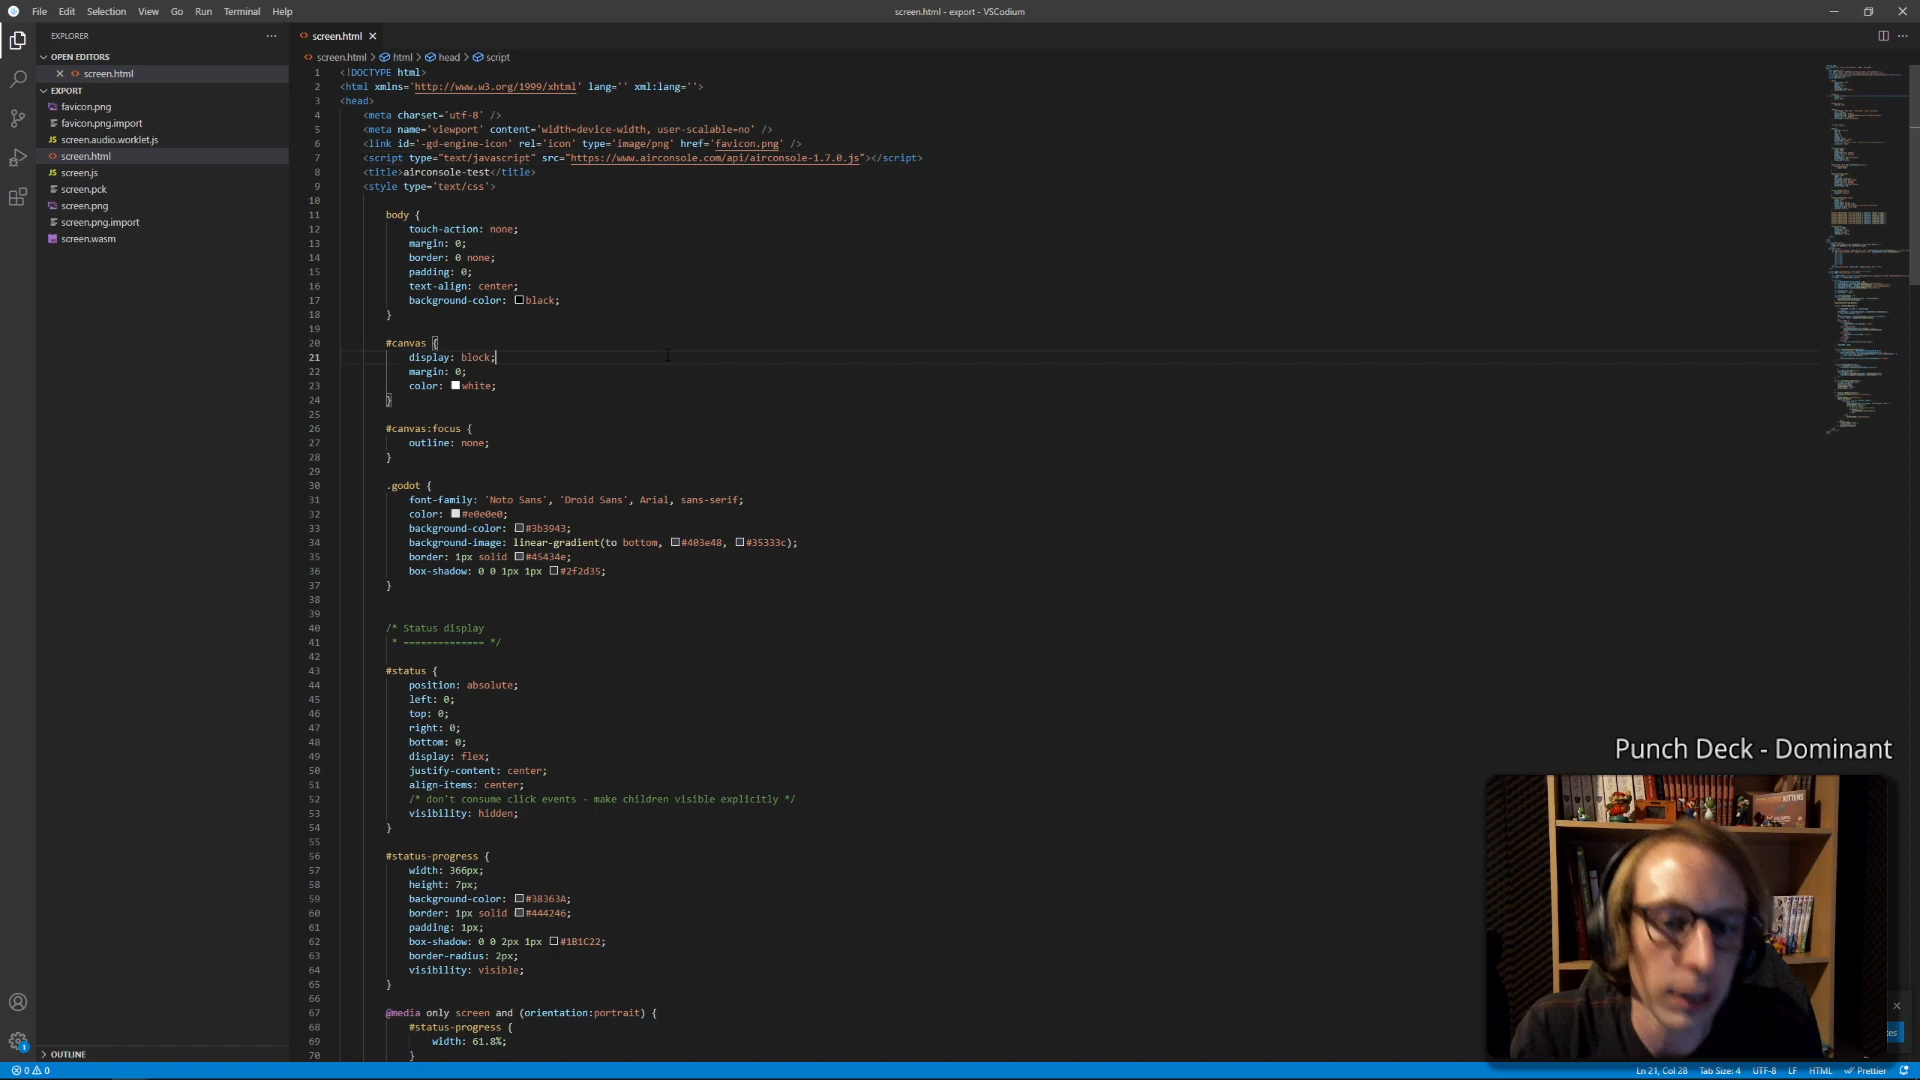 File Edit Selection View Go Run Terminal Help
screen.html - export - VSCodium
EXPLORER
OPEN EDITORS
screen.html
EXPORT
favicon.png
favicon.png.import
JS screen.audio.worklet.js
screen.html
JS screen.js
screen.pck
screen.png
screen.png.import
screen.wasm
OUTLINE
screen.html
screen.html > html > head > script
1 <!DOCTYPE html>
2 <html xmlns='http://www.w3.org/1999/xhtml' lang='' xml:lang=''>
3 <head>
4 <meta charset='utf-8' />
5 <meta name='viewport' content='width=device-width, user-scalable=no' />
6 <link id='-gd-engine-icon' rel='icon' type='image/png' href='favicon.png' />
7 <script type="text/javascript" src="https://www.airconsole.com/api/airconsole-1.7.0.js"></script>
8 <title>airconsole-test</title>
9 <style type='text/css'>
10
11 body {
12 touch-action: none;
13 margin: 0;
14 border: 0 none;
15 padding: 0;
16 text-align: center;
17 background-color: black;
18 }
19
20 #canvas {
21 display: block;
22 margin: 0;
23 color: white;
24 }
25
26 #canvas:focus {
27 outline: none;
28 }
29
30 .godot {
31 font-family: 'Noto Sans', 'Droid Sans', Arial, sans-serif;
32 color: #e0e0e0;
33 background-color: #3b3943;
34 background-image: linear-gradient(to bottom, #403e48, #35333c);
35 border: 1px solid #45434e;
36 box-shadow: 0 0 1px 1px #2f2d35;
37 }
38
39
40 /* Status display
41 * ============== */
42
43 #status {
44 position: absolute;
45 left: 0;
46 top: 0;
47 right: 0;
48 bottom: 0;
49 display: flex;
50 justify-content: center;
51 align-items: center;
52 /* don't consume click events - make children visible explicitly */
53 visibility: hidden;
54 }
55
56 #status-progress {
57 width: 366px;
58 height: 7px;
59 background-color: #38363A;
60 border: 1px solid #444246;
61 padding: 1px;
62 box-shadow: 0 0 2px 1px #1B1C22;
63 border-radius: 2px;
64 visibility: visible;
65 }
66
67 @media only screen and (orientation:portrait) {
68 #status-progress {
69 width: 61.8%;
70 }
Punch Deck - Dominant
EXPLODING KITTENS
1
0 0
Ln 21, Col 28 Tab Size: 4 UTF-8 LF HTML Prettier